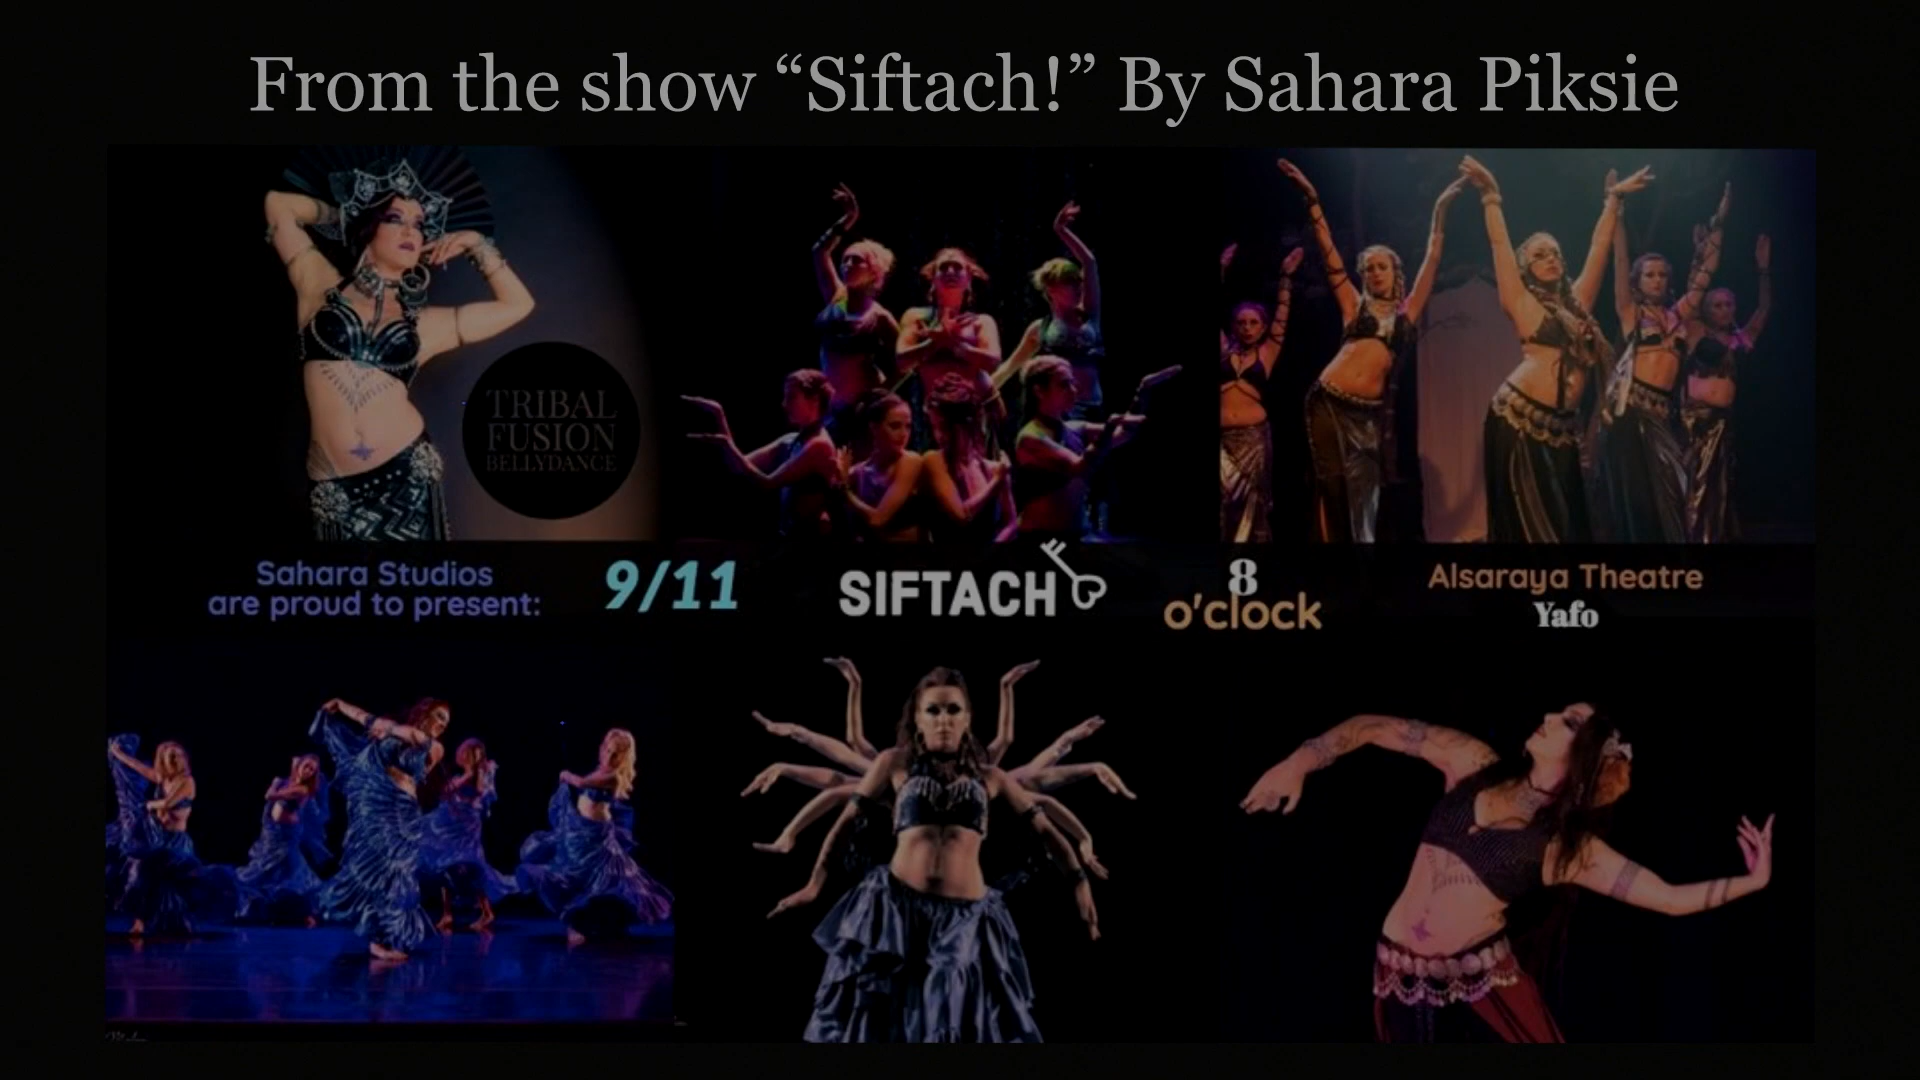 From the show “Siftach!” By Sahara Piksie
TRIBAL
FUSION
BELLYDANCE
Sahara Studios
are proud to present:
9/11
SIFTACH
8
o'clock
Alsaraya Theatre
Yafo